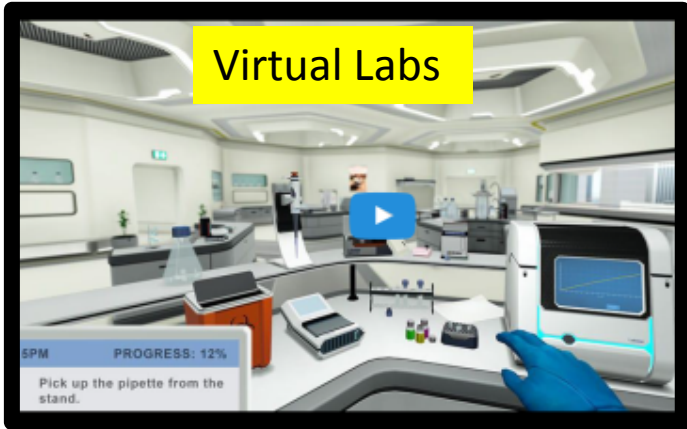 Virtual Labs
5PM PROGRESS: 12%
Pick up the pipette from the
stand.